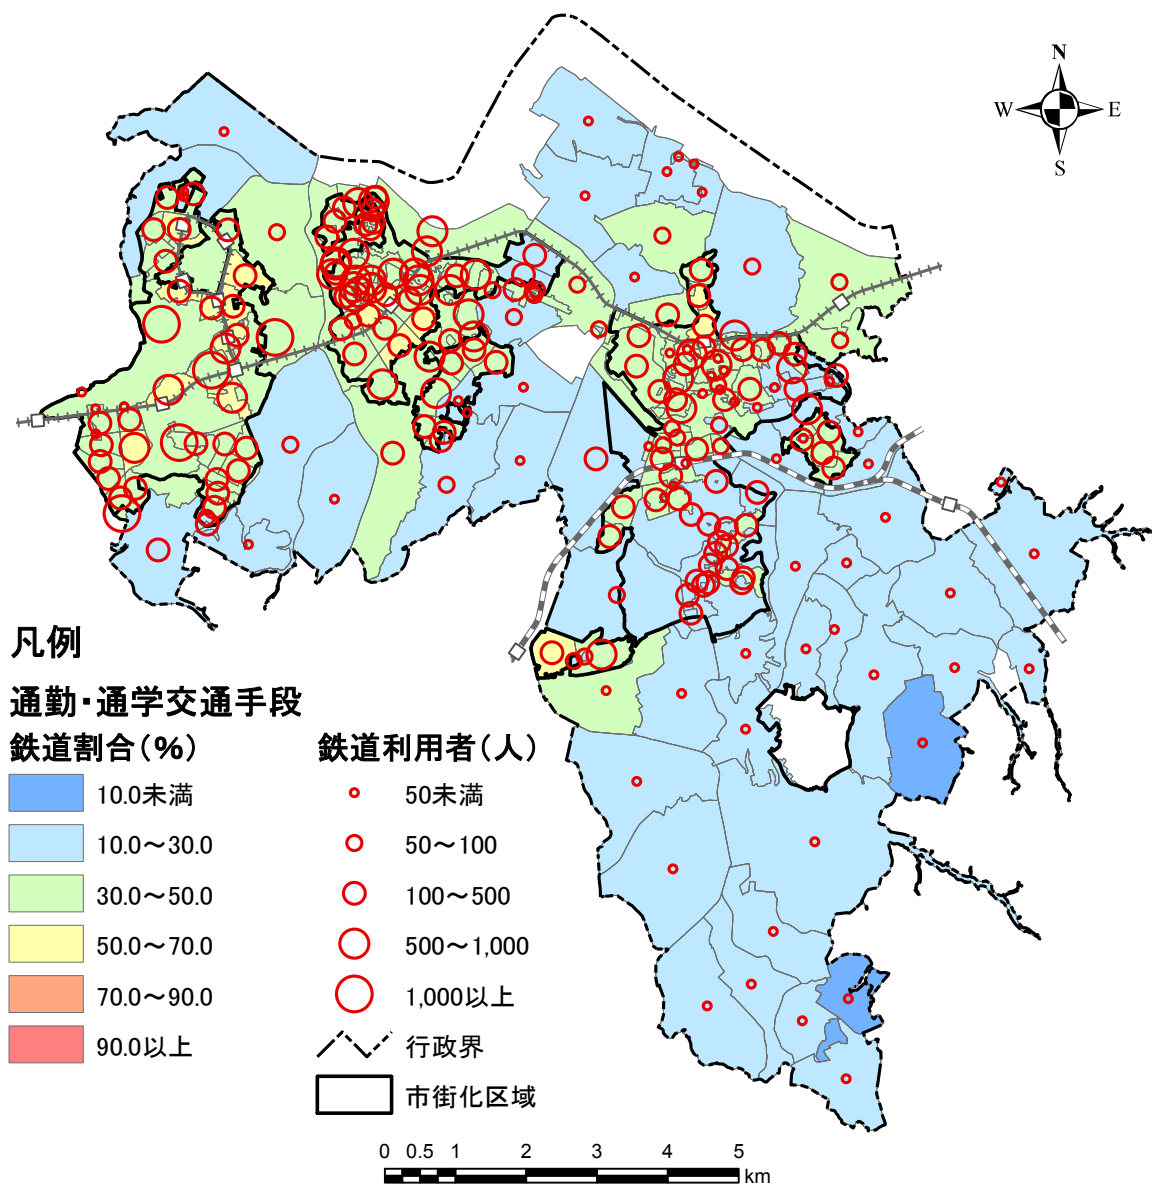 N
W E
S
凡例
通勤・通学交通手段
鉄道割合(%)
10.0未満
10.0～30.0
30.0～50.0
50.0～70.0
70.0～90.0
90.0以上
鉄道利用者(人)
50未満
50～100
100～500
500～1,000
1,000以上
行政界
市街化区域
0 0.5 1 2 3 4 5
km